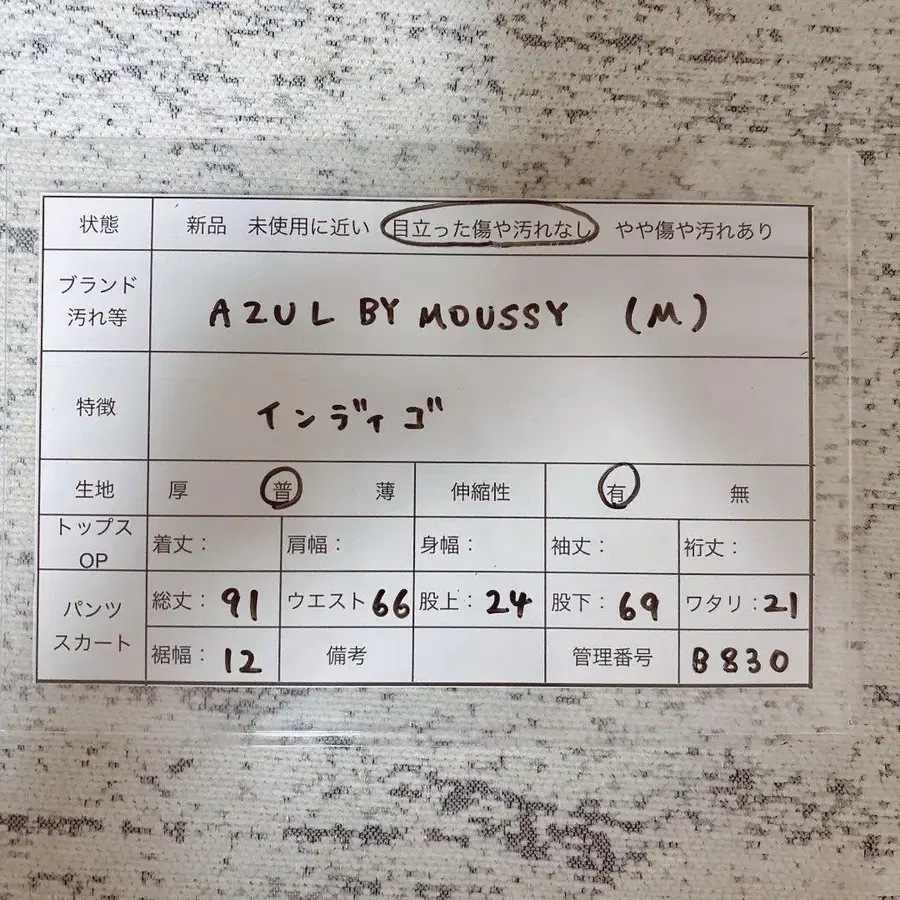 状態 新品 未使用に近い 目立った傷や汚れなし やや傷や汚れあり
ブランド
汚れ等
AZUL BY MOUSSY (M)
特徴 インディゴ
生地 厚 普 薄 伸縮性 有 無
トップス
OP
着丈: 肩幅: 身幅: 袖丈: 裄丈:
パンツ
スカート
総丈: 91 ウエスト 66 股上: 24 股下: 69 ワタリ: 21
裾幅: 12 備考 管理番号 B830